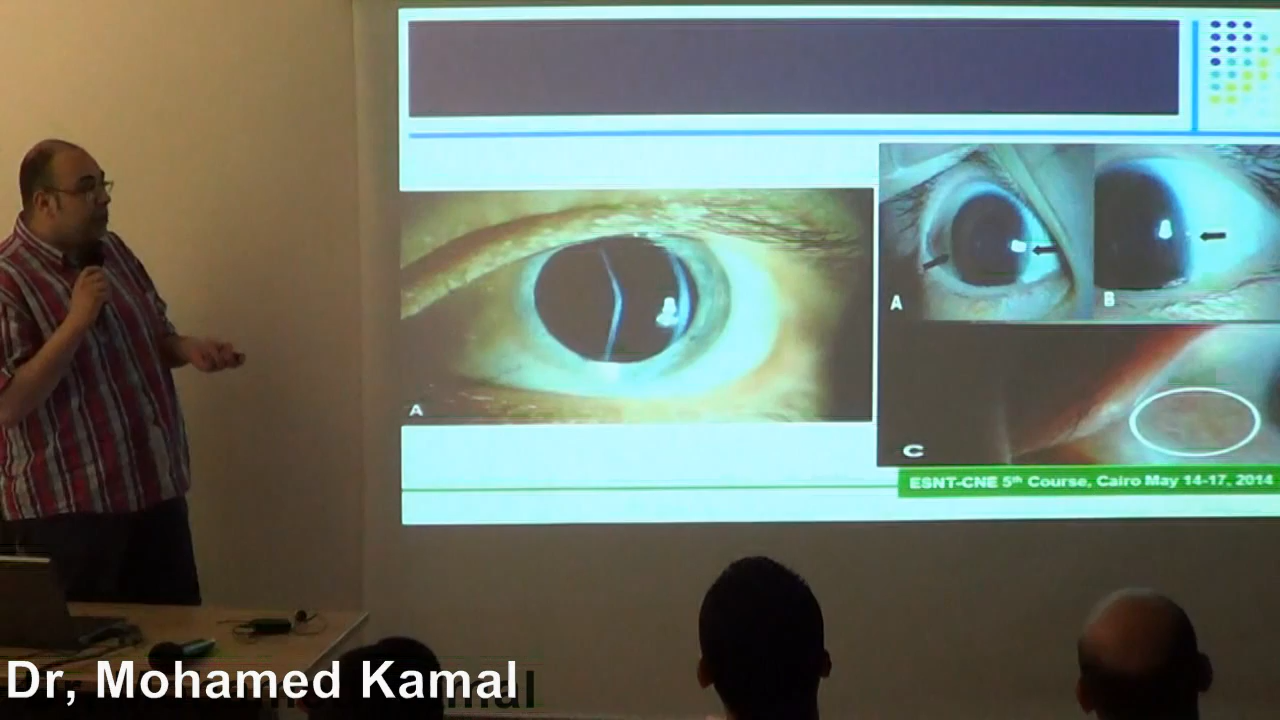 A
A
B
C
ESNT-CNE 5th Course, Cairo May 14-17, 2014
Dr, Mohamed Kamal